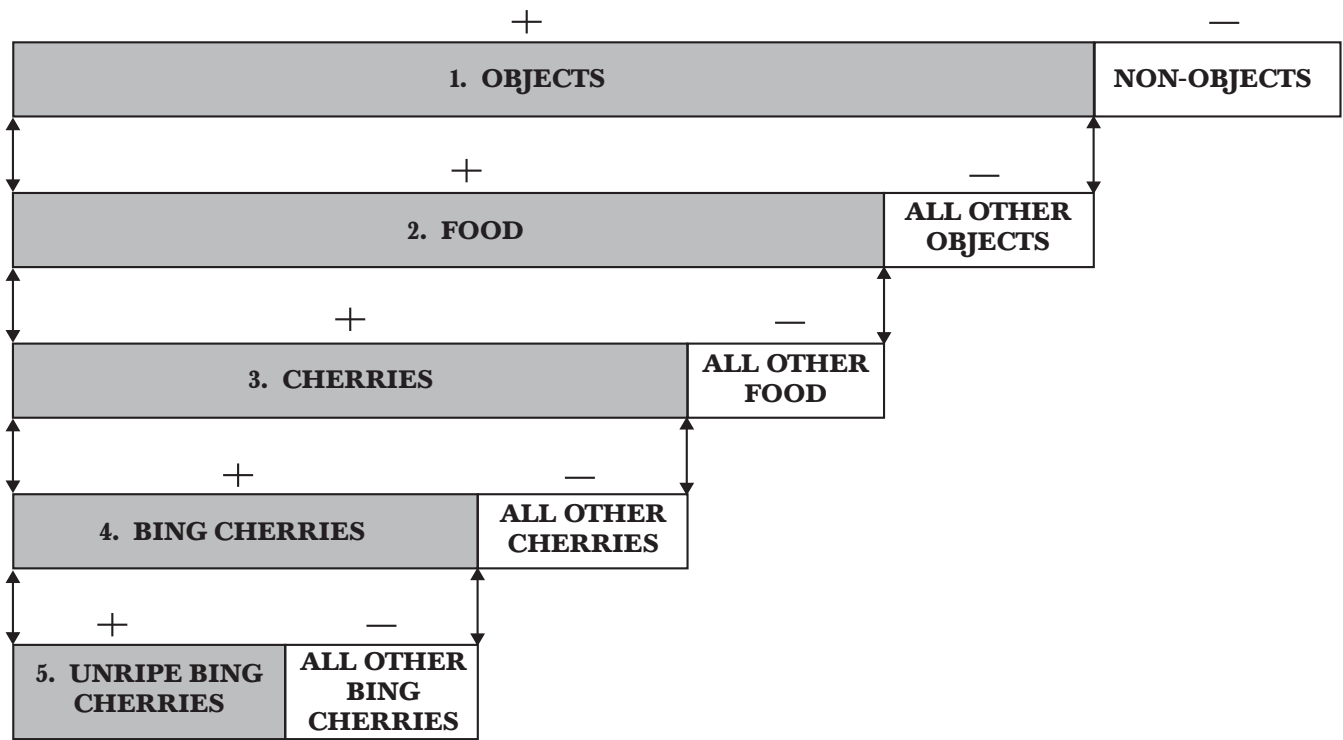 + −
1. OBJECTS NON-OBJECTS
+ −
2. FOOD ALL OTHER
OBJECTS
+ −
3. CHERRIES ALL OTHER
FOOD
+ −
4. BING CHERRIES ALL OTHER
CHERRIES
+ −
5. UNRIPE BING
CHERRIES
ALL OTHER
BING
CHERRIES